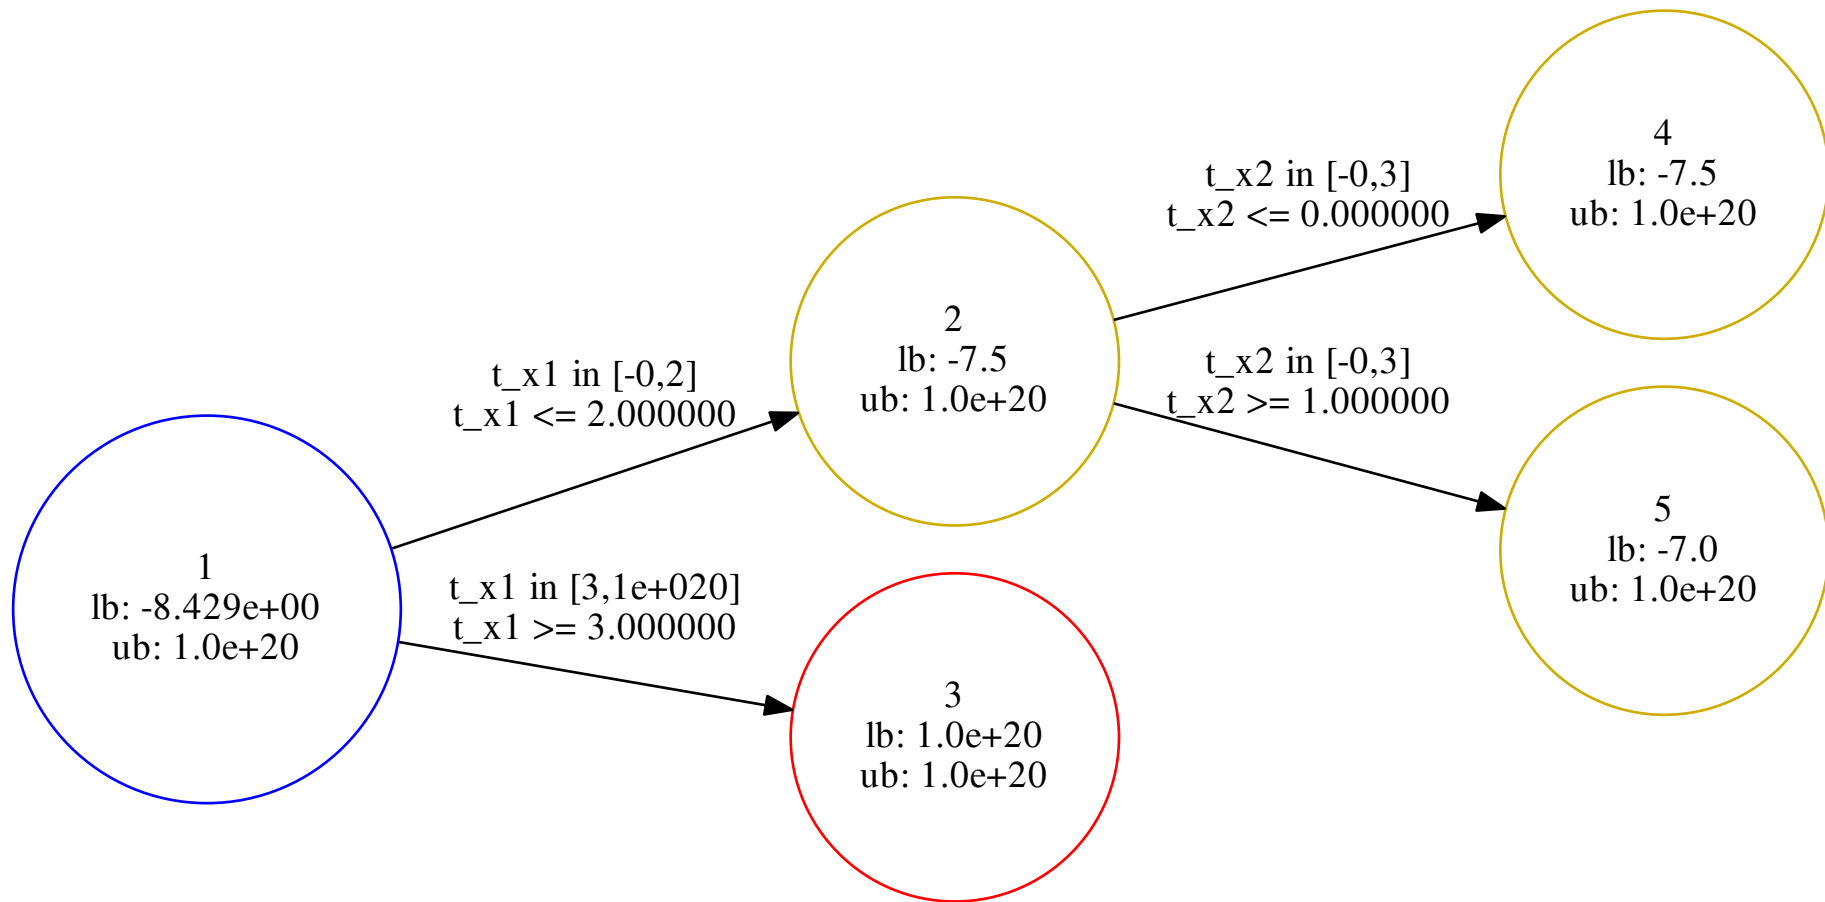 1
lb: -8.429e+00
ub: 1.0e+20
t_x1 in [-0,2]
t_x1 <= 2.000000
t_x1 in [3,1e+020]
t_x1 >= 3.000000
2
lb: -7.5
ub: 1.0e+20
3
lb: 1.0e+20
ub: 1.0e+20
t_x2 in [-0,3]
t_x2 <= 0.000000
t_x2 in [-0,3]
t_x2 >= 1.000000
4
lb: -7.5
ub: 1.0e+20
5
lb: -7.0
ub: 1.0e+20